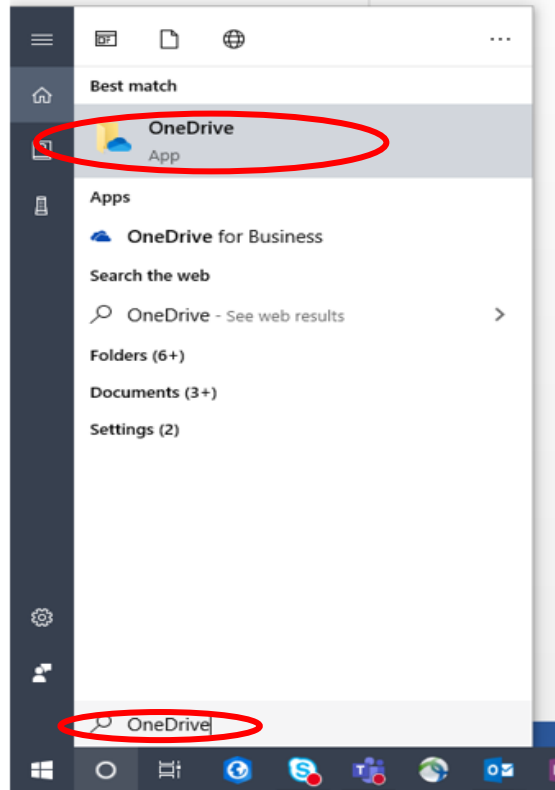 Best match
OneDrive
App
Apps
OneDrive for Business
Search the web
OneDrive - See web results
Folders (6+)
Documents (3+)
Settings (2)
OneDrive